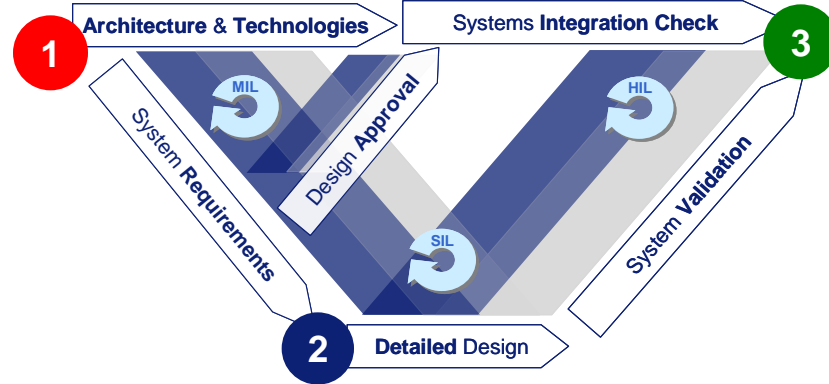 Architecture & Technologies
Systems Integration Check
1
3
MIL
HIL
System Requirements
Design Approval
SIL
System Validation
2
Detailed Design